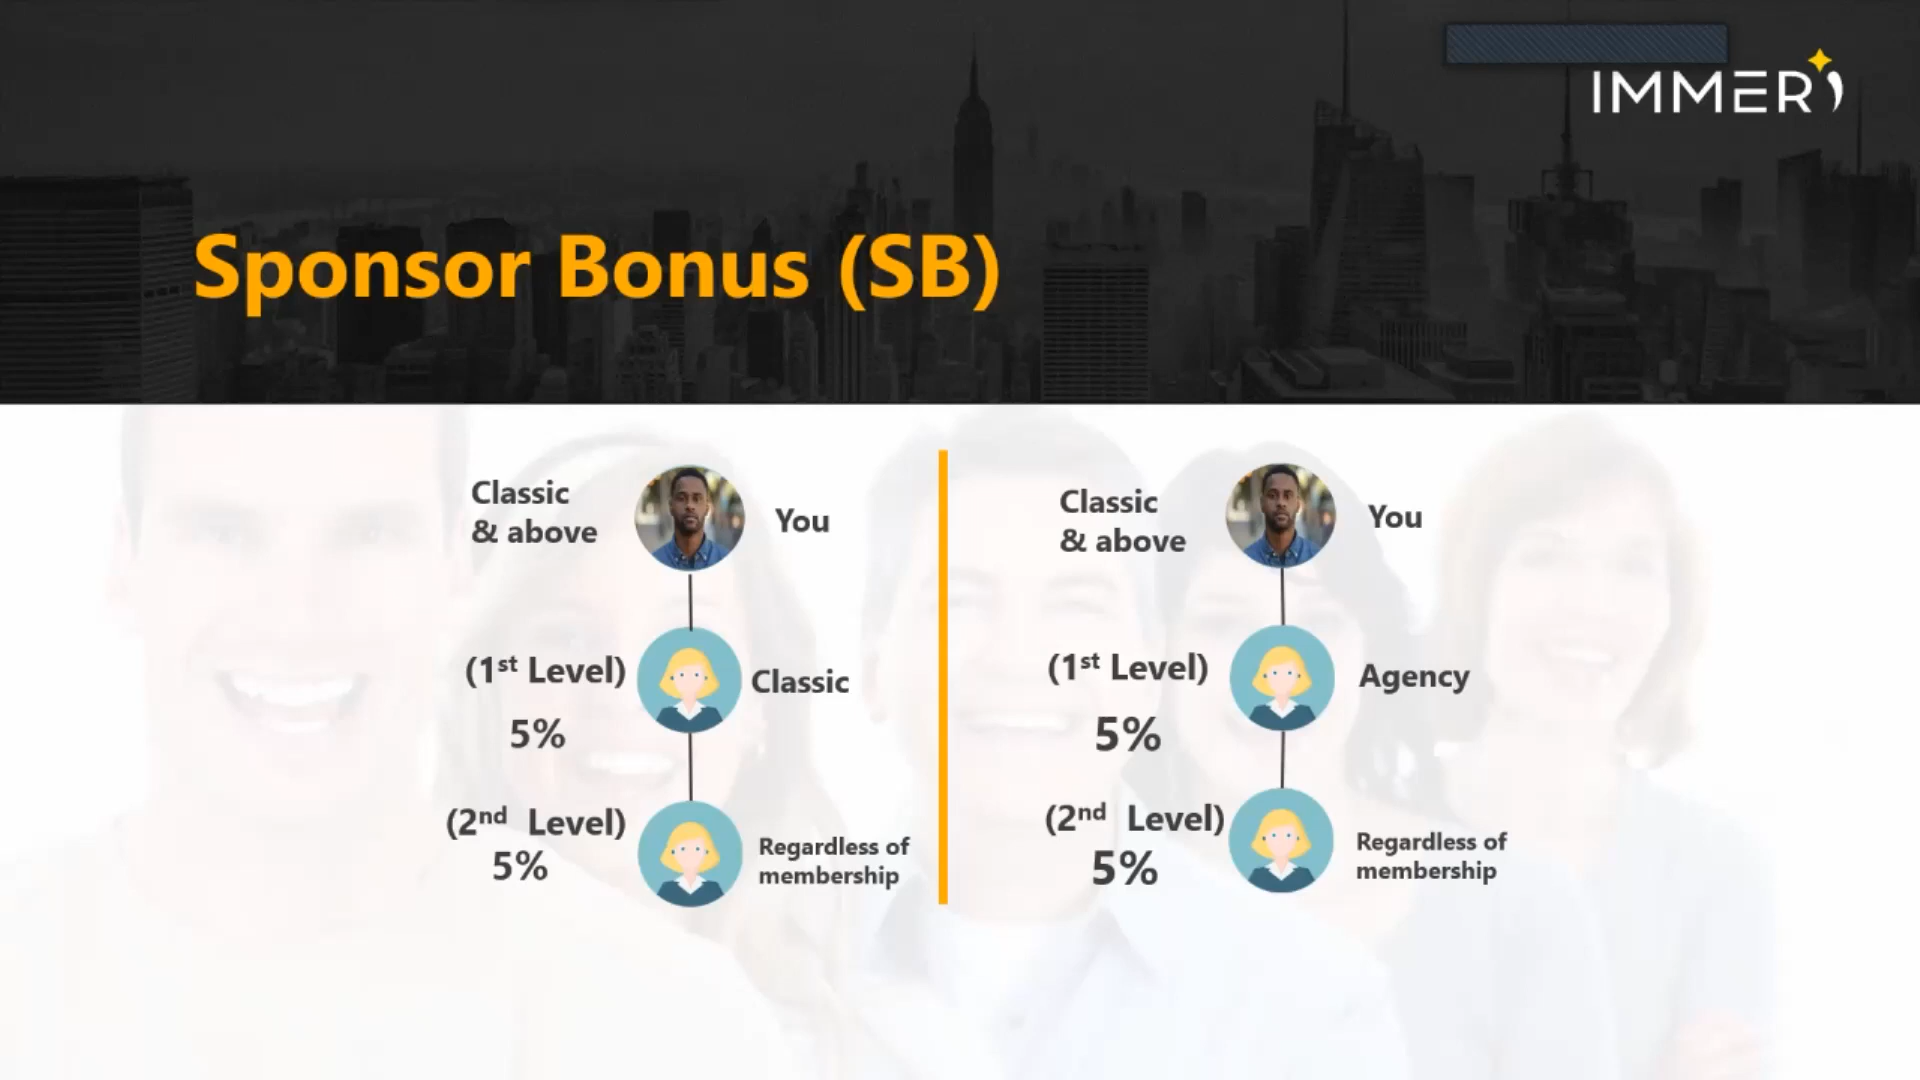 IMMERI
Sponsor Bonus (SB)
Classic
& above
You
(1st Level)
Classic
5%
(2nd Level)
5%
Regardless of
membership
Classic
& above
You
(1st Level)
Agency
5%
(2nd Level)
5%
Regardless of
membership